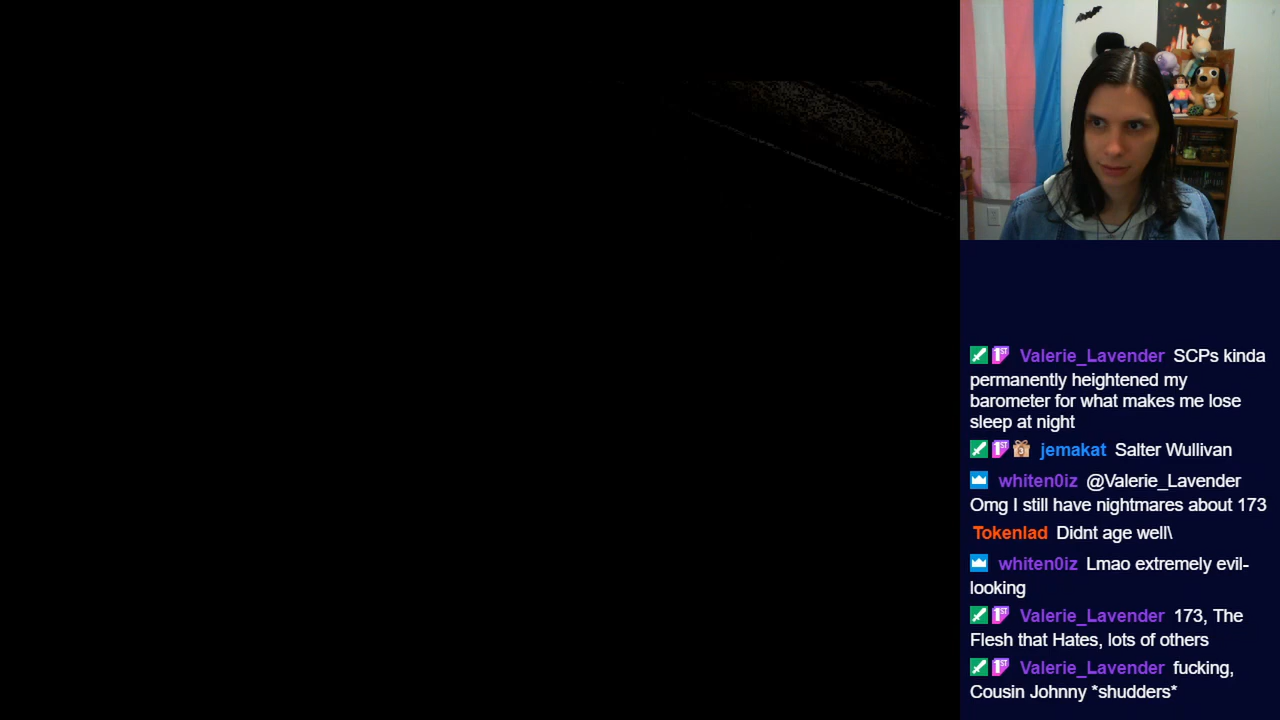 Valerie_Lavender SCPs kinda
permanently heightened my
barometer for what makes me lose
sleep at night
jemakat Salter Wullivan
whiten0iz @Valerie_Lavender
Omg I still have nightmares about 173
Tokenlad Didnt age well\
whiten0iz Lmao extremely evil-
looking
Valerie_Lavender 173, The
Flesh that Hates, lots of others
Valerie_Lavender fucking,
Cousin Johnny *shudders*